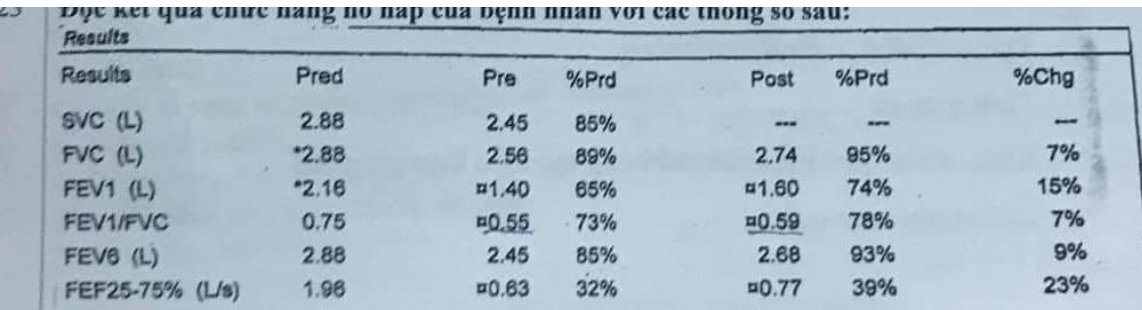 Đọc kết quả chức năng hô hấp của bệnh nhân với các thông số sau:
Results
Results Pred Pre %Prd Post %Prd %Chg
SVC (L) 2.88 2.45 85% --- --- ---
FVC (L) *2.88 2.56 89% 2.74 95% 7%
FEV1 (L) *2.16 ¤1.40 65% ¤1.60 74% 15%
FEV1/FVC 0.75 ¤0.55 73% ¤0.59 78% 7%
FEV6 (L) 2.88 2.45 85% 2.68 93% 9%
FEF25-75% (L/s) 1.96 ¤0.63 32% ¤0.77 39% 23%